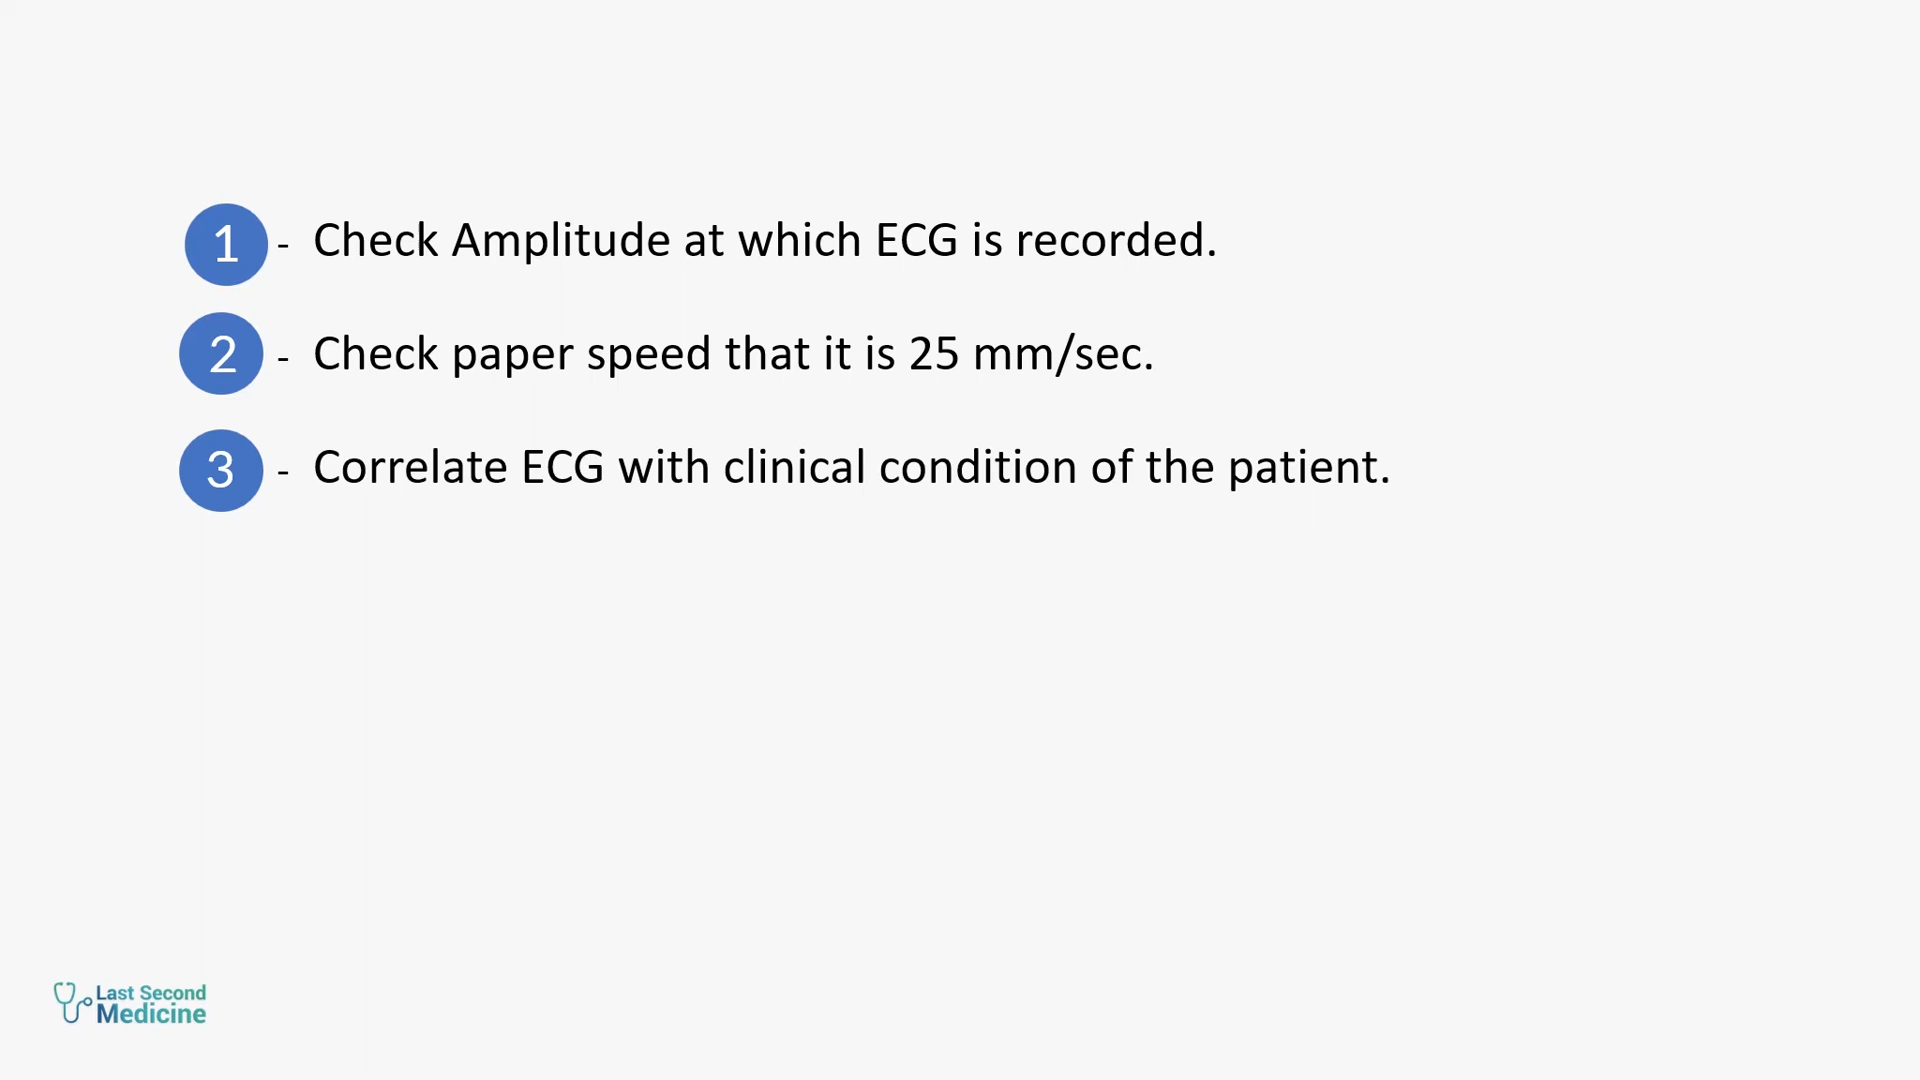 1 - Check Amplitude at which ECG is recorded.
2 - Check paper speed that it is 25 mm/sec.
3 - Correlate ECG with clinical condition of the patient.
Last Second
Medicine